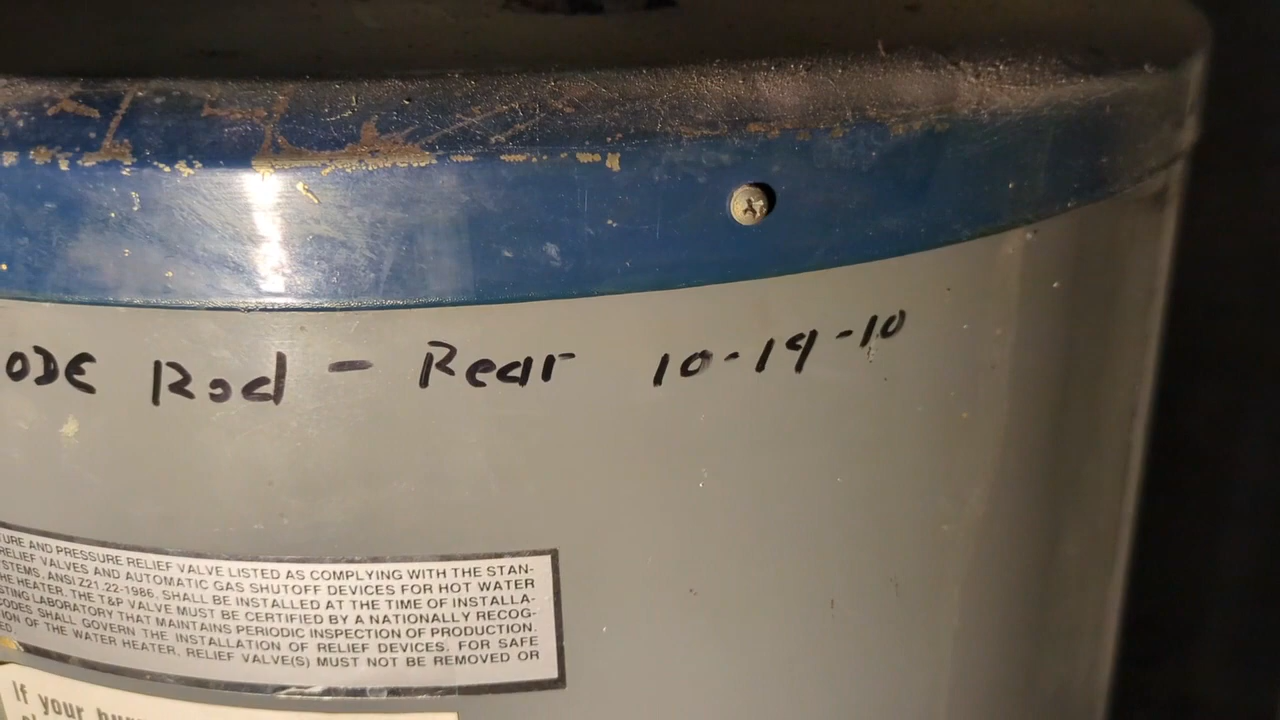 ODE Rod - Rear 10-19-10
TURE AND PRESSURE RELIEF VALVE LISTED AS COMPLYING WITH THE STAN-
RELIEF VALVES AND AUTOMATIC GAS SHUTOFF DEVICES FOR HOT WATER
STEMS, ANSI Z21.22-1986, SHALL BE INSTALLED AT THE TIME OF INSTALLA-
HE HEATER. THE T&P VALVE MUST BE CERTIFIED BY A NATIONALLY RECOG-
STING LABORATORY THAT MAINTAINS PERIODIC INSPECTION OF PRODUCTION.
CODES SHALL GOVERN THE INSTALLATION OF RELIEF DEVICES. FOR SAFE
ION OF THE WATER HEATER, RELIEF VALVE(S) MUST NOT BE REMOVED OR
ED.
If your